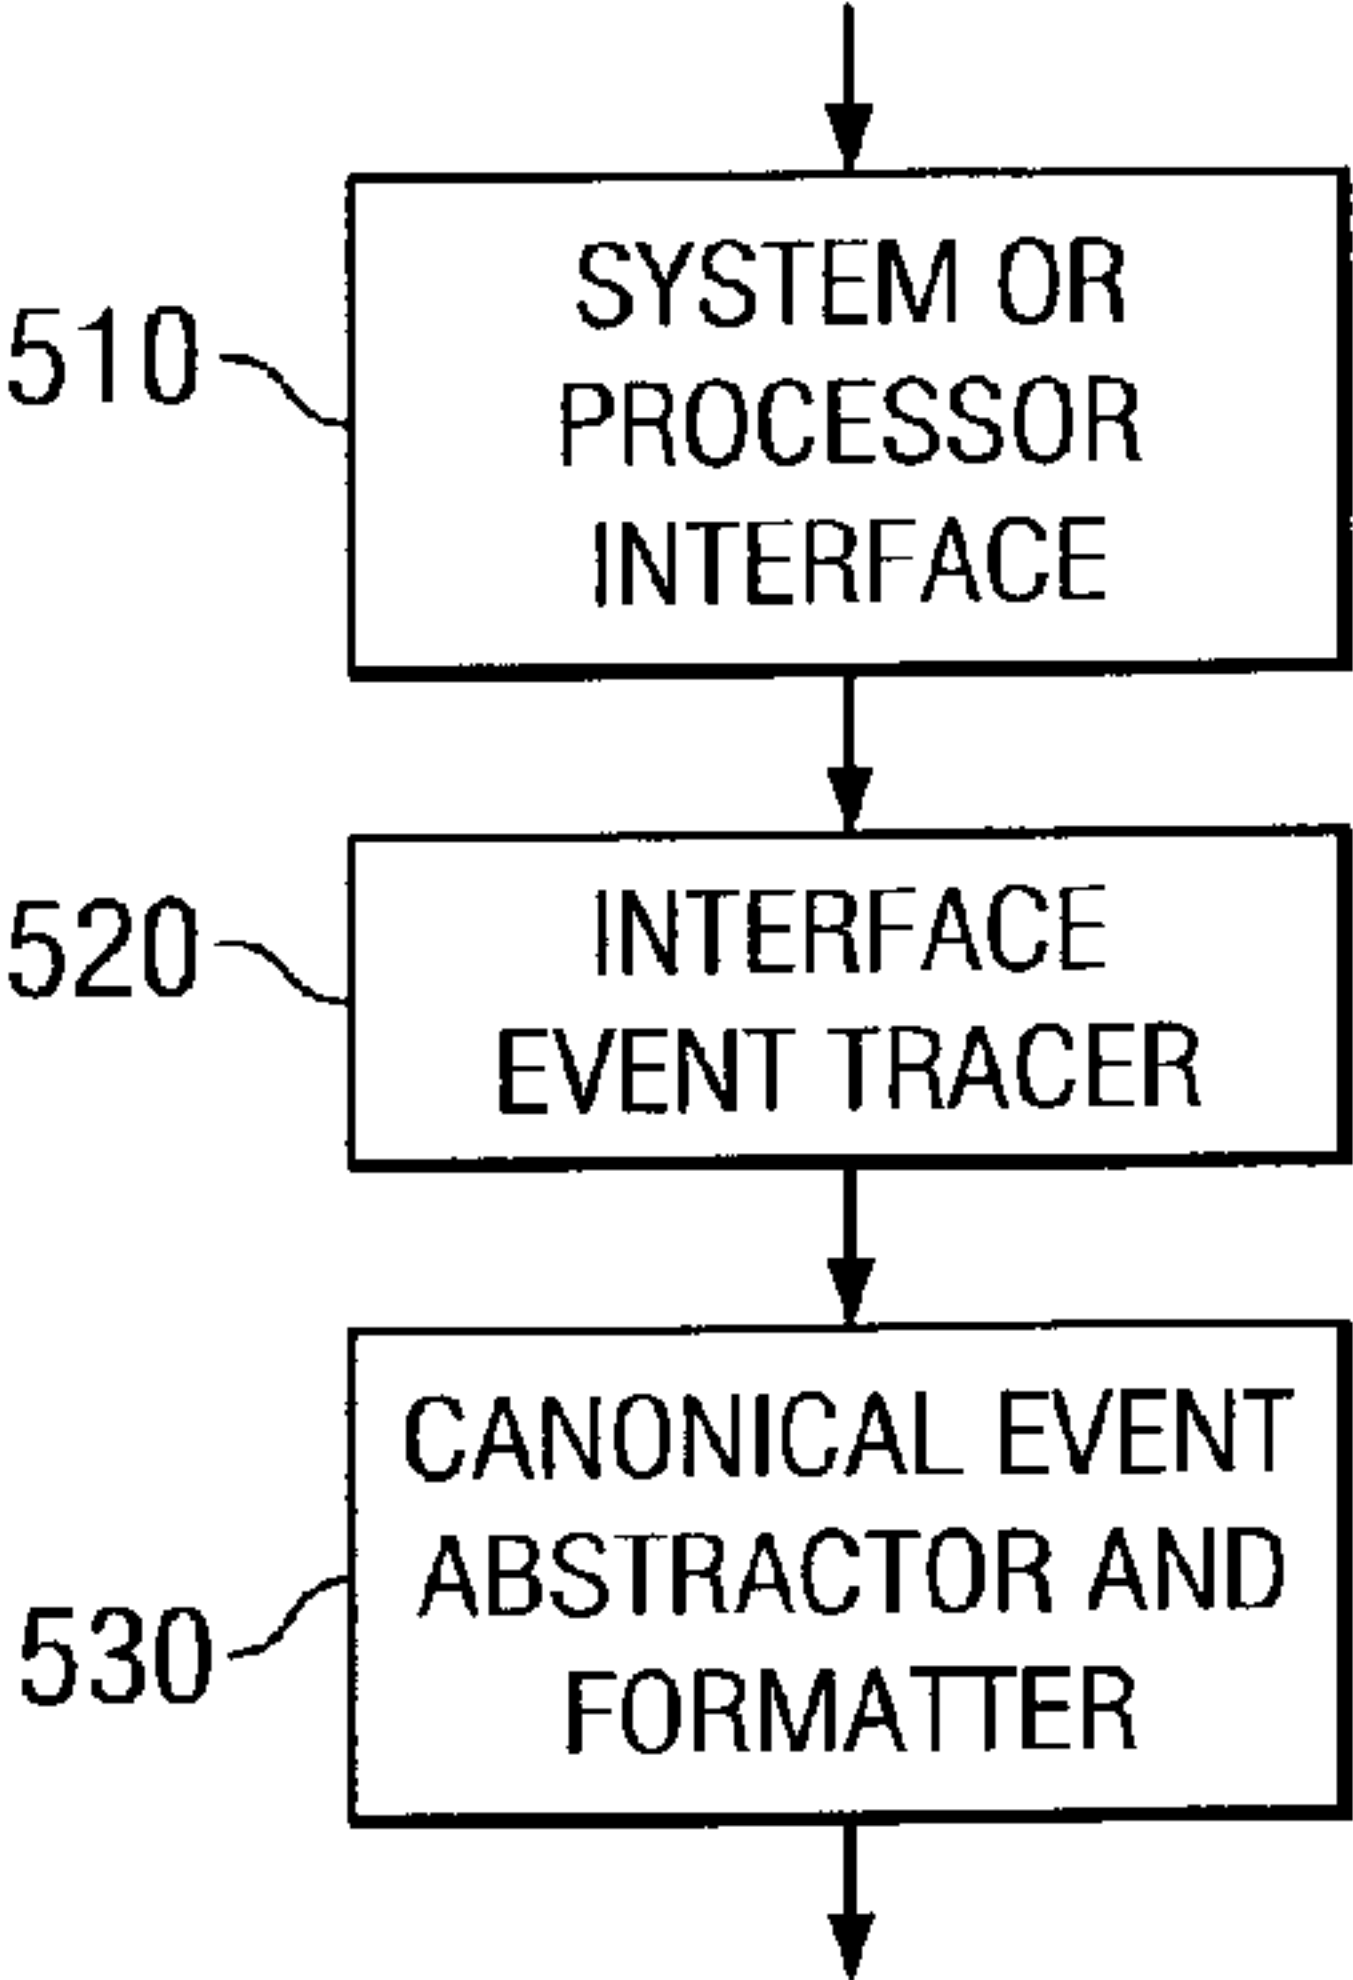 SYSTEM OR
510
PROCESSOR
INTERFACE
520
INTERFACE
EVENT TRACER
CANONICAL EVENT
ABSTRACTOR AND
530
FORMATTER